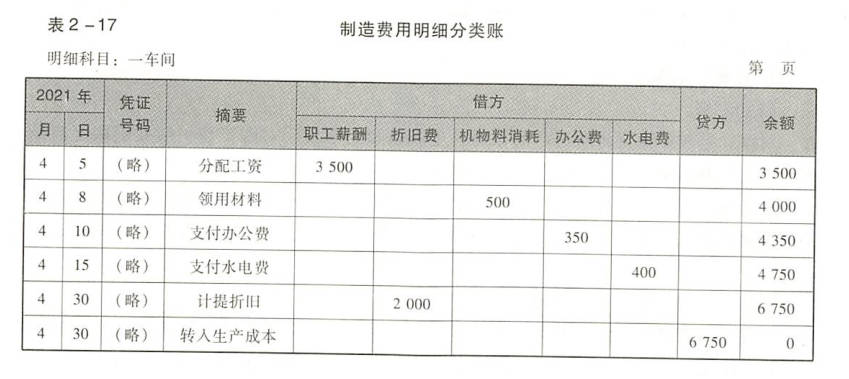 表2-17
制造费用明细分类账
明细科目：一车间
第 页
2021年 凭证号码 摘要 借方 贷方 余额
月 日 职工薪酬 折旧费 机物料消耗 办公费 水电费
4 5 （略） 分配工资 3 500 3 500
4 8 （略） 领用材料 500 4 000
4 10 （略） 支付办公费 350 4 350
4 15 （略） 支付水电费 400 4 750
4 30 （略） 计提折旧 2 000 6 750
4 30 （略） 转入生产成本 6 750 0